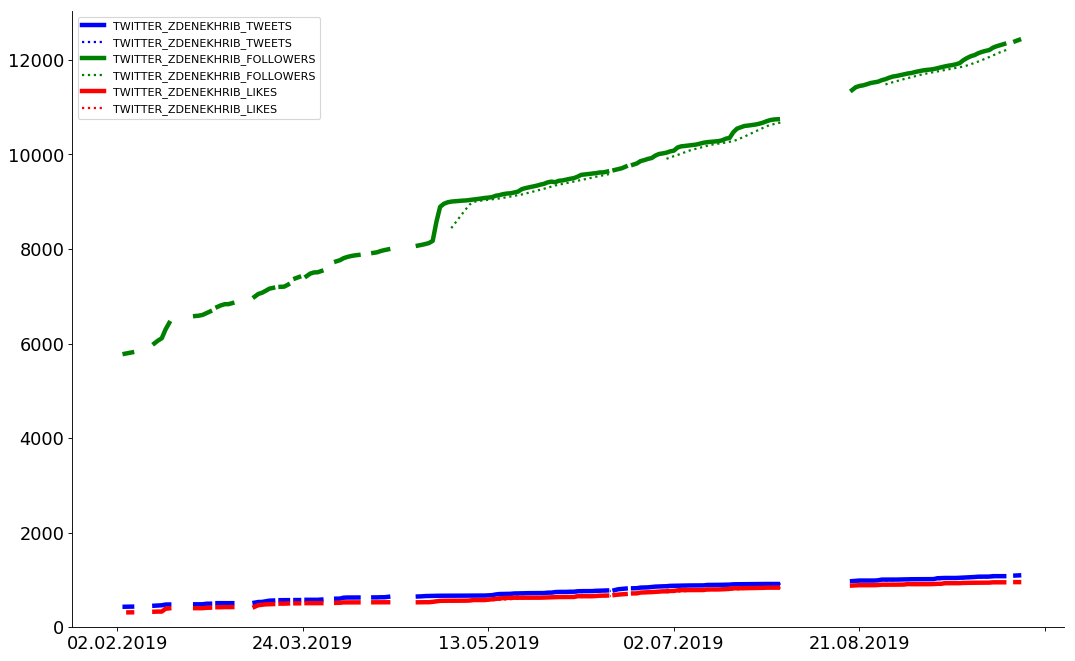 TWITTER_ZDENEKHRIB_TWEETS
TWITTER_ZDENEKHRIB_TWEETS
TWITTER_ZDENEKHRIB_FOLLOWERS
TWITTER_ZDENEKHRIB_FOLLOWERS
TWITTER_ZDENEKHRIB_LIKES
TWITTER_ZDENEKHRIB_LIKES
12000
10000
8000
6000
4000
2000
0
02.02.2019 24.03.2019 13.05.2019 02.07.2019 21.08.2019